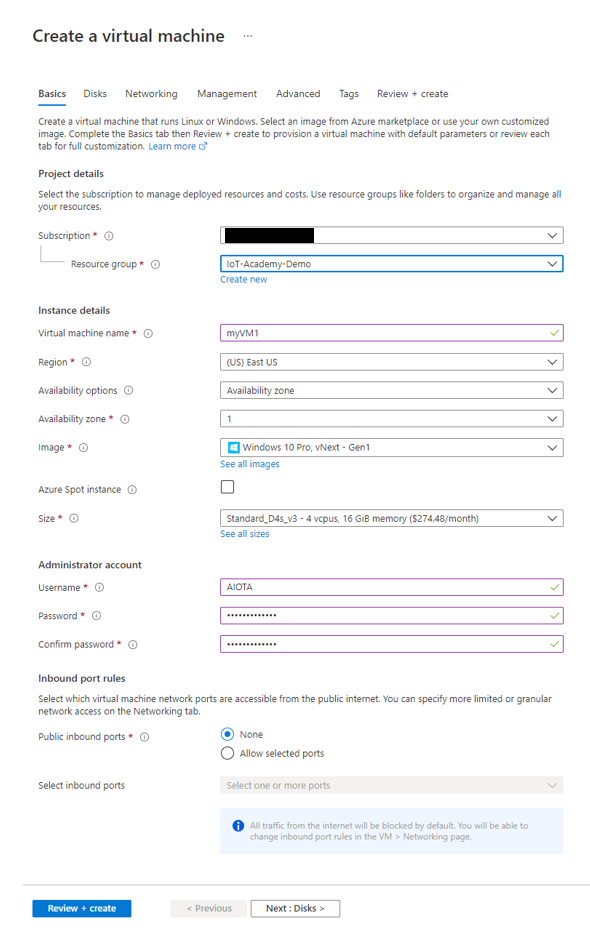 Create a virtual machine ...
Basics Disks Networking Management Advanced Tags Review + create
Create a virtual machine that runs Linux or Windows. Select an image from Azure marketplace or use your own customized
image. Complete the Basics tab then Review + create to provision a virtual machine with default parameters or review each
tab for full customization. Learn more
Project details
Select the subscription to manage deployed resources and costs. Use resource groups like folders to organize and manage all
your resources.
Subscription *
Resource group * IoT-Academy-Demo
Create new
Instance details
Virtual machine name * myVM1
Region * (US) East US
Availability options Availability zone
Availability zone * 1
Image * Windows 10 Pro, vNext - Gen1
See all images
Azure Spot instance
Size * Standard_D4s_v3 - 4 vcpus, 16 GiB memory ($274.48/month)
See all sizes
Administrator account
Username * AIOTA
Password * •••••••••••••
Confirm password * •••••••••••••
Inbound port rules
Select which virtual machine network ports are accessible from the public internet. You can specify more limited or granular
network access on the Networking tab.
Public inbound ports * None
Allow selected ports
Select inbound ports Select one or more ports
All traffic from the internet will be blocked by default. You will be able to
change inbound port rules in the VM > Networking page.
Review + create < Previous Next : Disks >